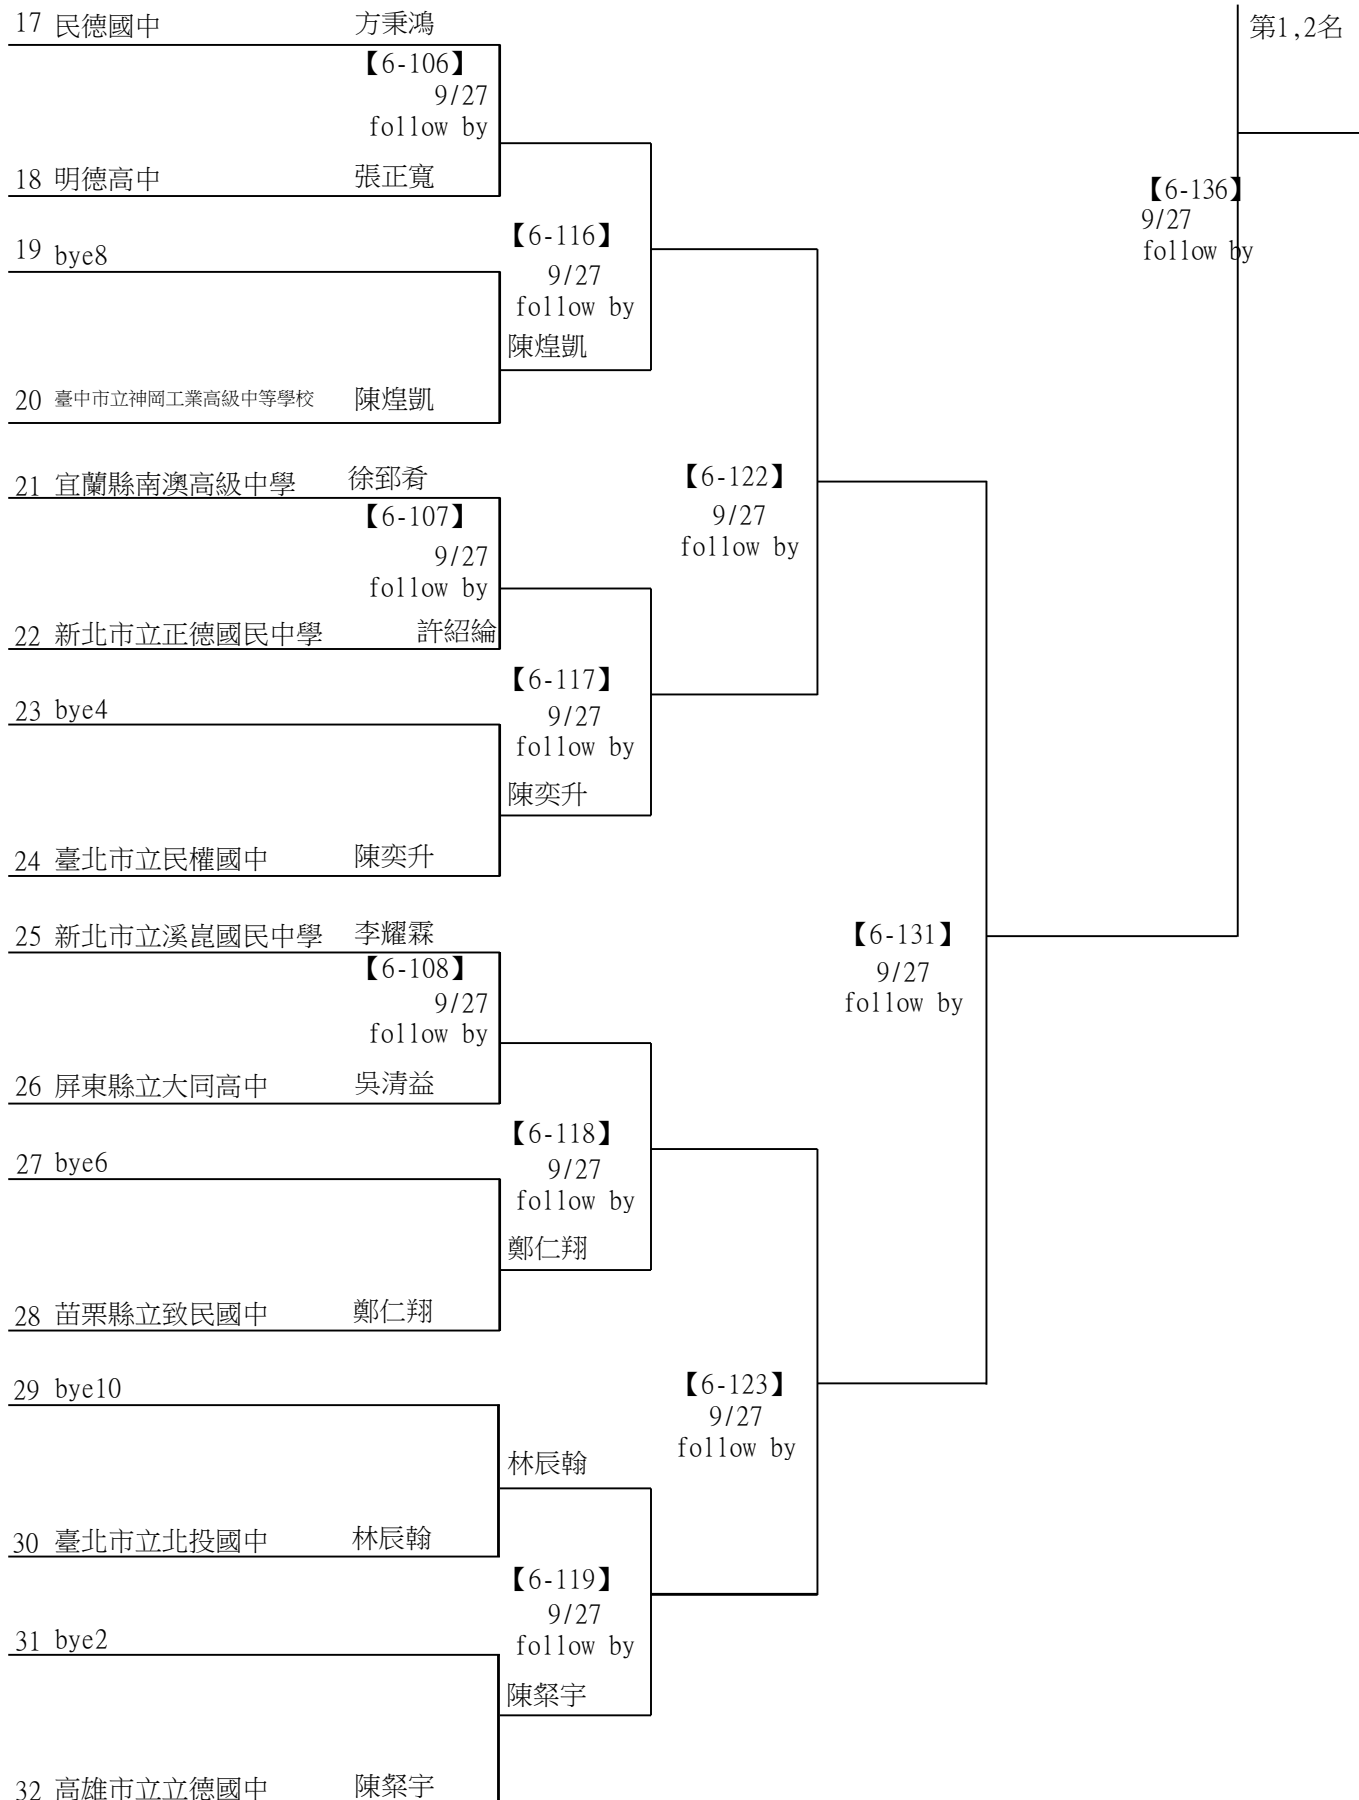 17 民德國中 方秉鴻
第1,2名
【6-106】
9/27
follow by
18 明德高中 張正寬
【6-136】
9/27
follow by
【6-116】
19 bye8
9/27
follow by
陳煌凱
20 臺中市立神岡工業高級中等學校 陳煌凱
21 宜蘭縣南澳高級中學 徐郅肴
【6-122】
9/27
follow by
【6-107】
9/27
follow by
22 新北市立正德國民中學 許紹綸
【6-117】
9/27
follow by
23 bye4
陳奕升
24 臺北市立民權國中 陳奕升
25 新北市立溪崑國民中學 李耀霖
【6-131】
9/27
follow by
【6-108】
9/27
follow by
26 屏東縣立大同高中 吳清益
【6-118】
9/27
follow by
27 bye6
鄭仁翔
28 苗栗縣立致民國中 鄭仁翔
29 bye10
【6-123】
9/27
follow by
林辰翰
30 臺北市立北投國中 林辰翰
【6-119】
9/27
follow by
31 bye2
陳粲宇
32 高雄市立立德國中 陳粲宇